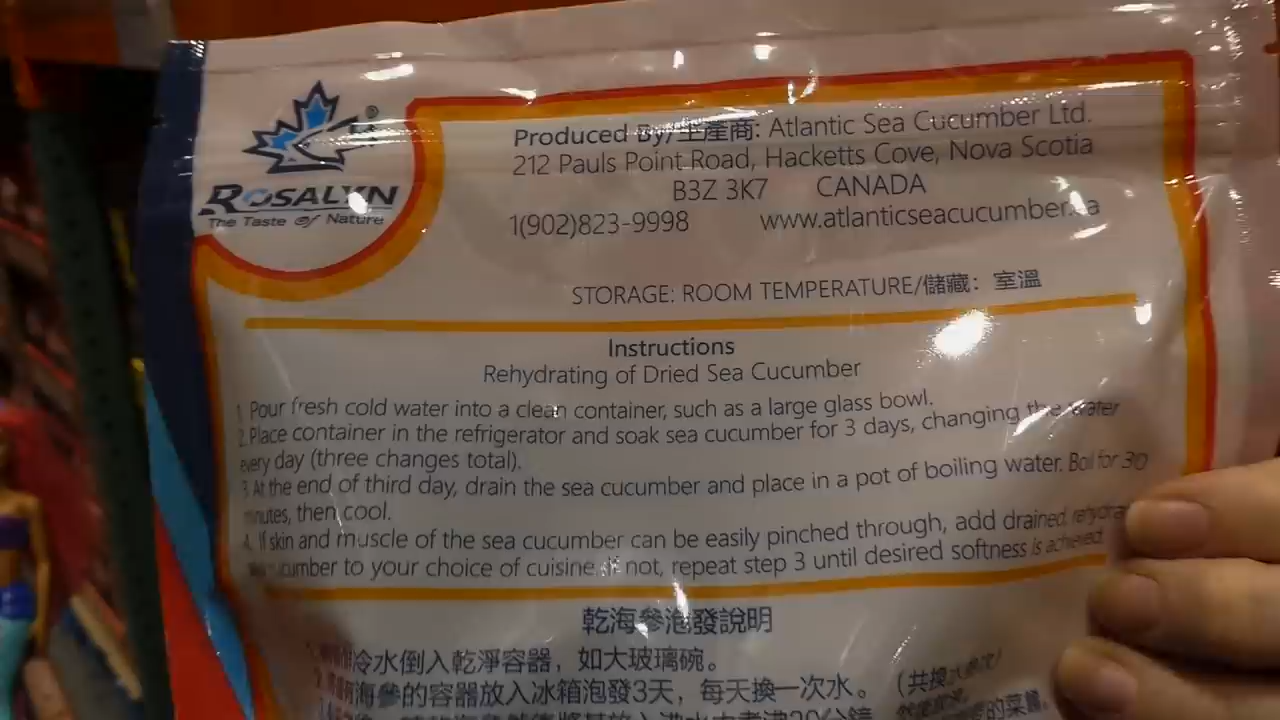 ROSALYN
The Taste of Nature
®
Produced By/生產商: Atlantic Sea Cucumber Ltd.
212 Pauls Point Road, Hacketts Cove, Nova Scotia
B3Z 3K7 CANADA
1(902)823-9998 www.atlanticseacucumber.ca
STORAGE: ROOM TEMPERATURE/儲藏: 室溫
Instructions
Rehydrating of Dried Sea Cucumber
1. Pour fresh cold water into a clean container, such as a large glass bowl.
2. Place container in the refrigerator and soak sea cucumber for 3 days, changing the water
every day (three changes total).
3. At the end of third day, drain the sea cucumber and place in a pot of boiling water. Boil for 30
minutes, then cool.
4. If skin and muscle of the sea cucumber can be easily pinched through, add drained
to your choice of cuisine. If not, repeat step 3 until desired softness is achieved
乾海參泡發說明
冷水倒入乾淨容器，如大玻璃碗。
海參的容器放入冰箱泡發3天，每天換一次水。 (共換
的菜餚。